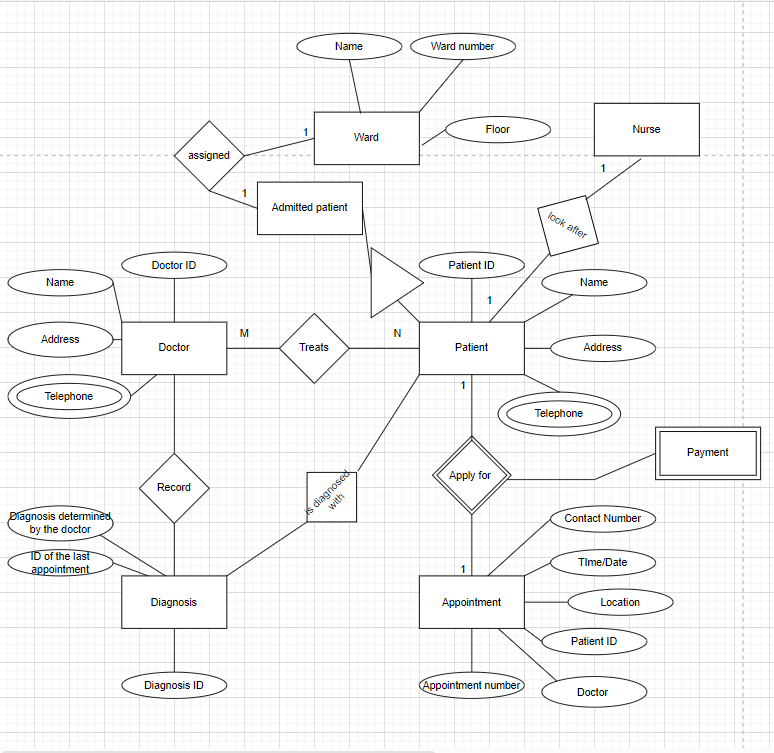 Name
Ward number
Ward
Floor
Nurse
1
assigned
1
1
Admitted patient
look after
Doctor ID
Patient ID
Name
Name
1
Address
Doctor
M
Treats
N
Patient
Address
1
Telephone
Telephone
Payment
Record
is diagnosed
with
Apply for
Diagnosis determined
by the doctor
Contact Number
ID of the last
appointment
TIme/Date
1
Diagnosis
Appointment
Location
Patient ID
Diagnosis ID
Appointment number
Doctor